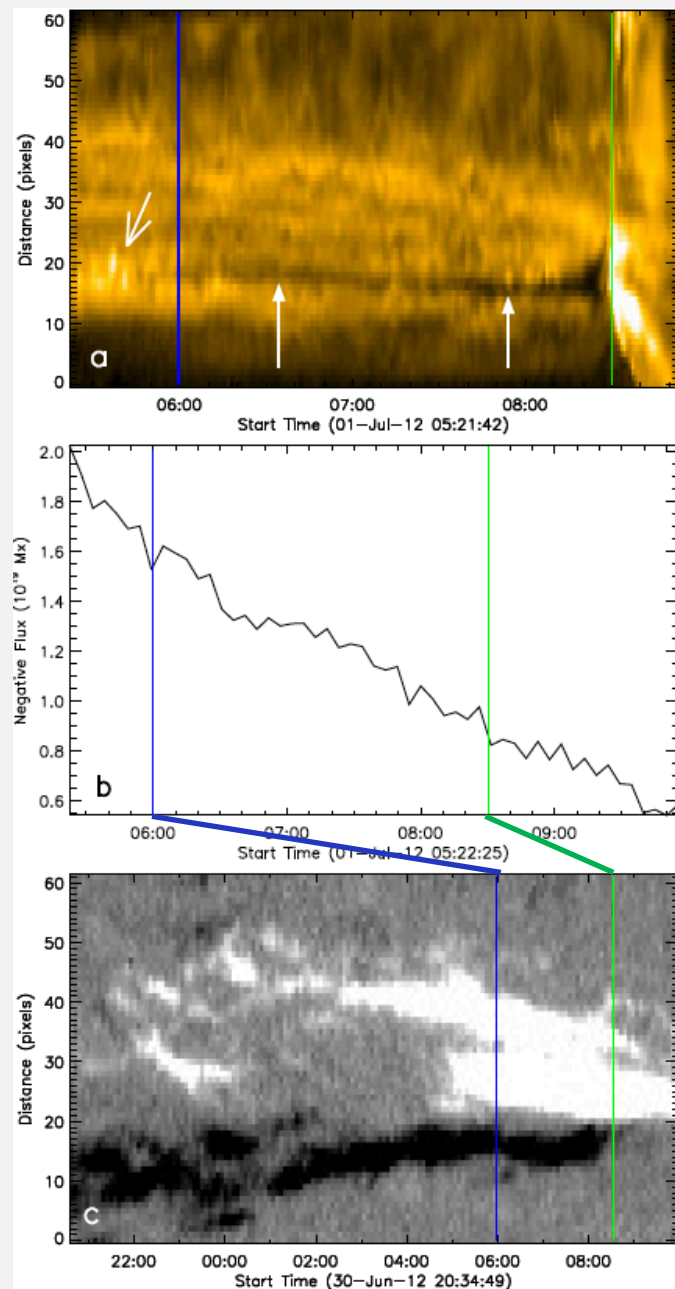 60
50
40
30
20
10
0
Distance (pixels)
a
06:00 07:00 08:00
Start Time (01-Jul-12 05:21:42)
2.0
1.8
1.6
1.4
1.2
1.0
0.8
0.6
Negative Flux (10¹⁹ Mx)
b
06:00 07:00 08:00 09:00
Start Time (01-Jul-12 05:22:25)
60
50
40
30
20
10
0
Distance (pixels)
c
22:00 00:00 02:00 04:00 06:00 08:00
Start Time (30-Jun-12 20:34:49)